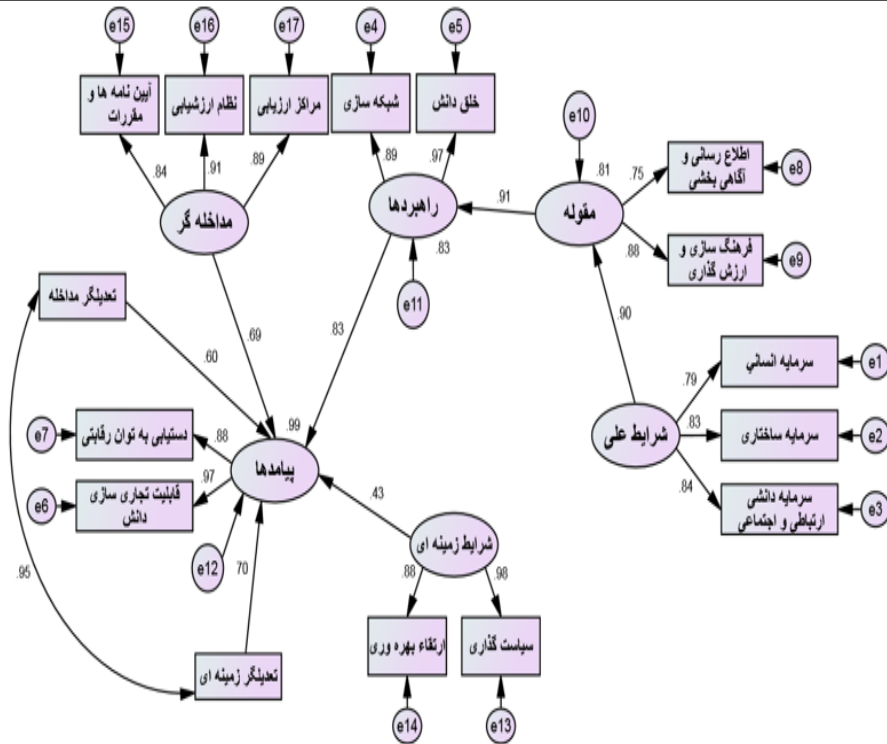 e15
e16
e17
e4
e5
آیین نامه ها و
مقررات
نظام ارزشیابی
مراکز ارزیابی
شبکه سازی
خلق دانش
e10
.84
.91
.89
.89
.97
.81
.75
اطلاع رسانی و
آگاهی بخشی
e8
مداخله گر
راهبردها
.91
مقوله
.83
.88
فرهنگ سازی و
ارزش گذاری
e9
e11
تعدیلگر مداخله
.69
.83
.90
.60
سرمایه انسانی
e1
.79
e7
دستیابی به توان رقابتی
.88
.99
پیامدها
شرایط علی
.83
سرمایه ساختاری
e2
e6
قابلیت تجاری سازی
دانش
.97
.84
سرمایه دانشی
ارتباطی و اجتماعی
e3
.43
e12
شرایط زمینه ای
.95
.70
.88
.98
تعدیلگر زمینه ای
ارتقاء بهره وری
سیاست گذاری
e14
e13